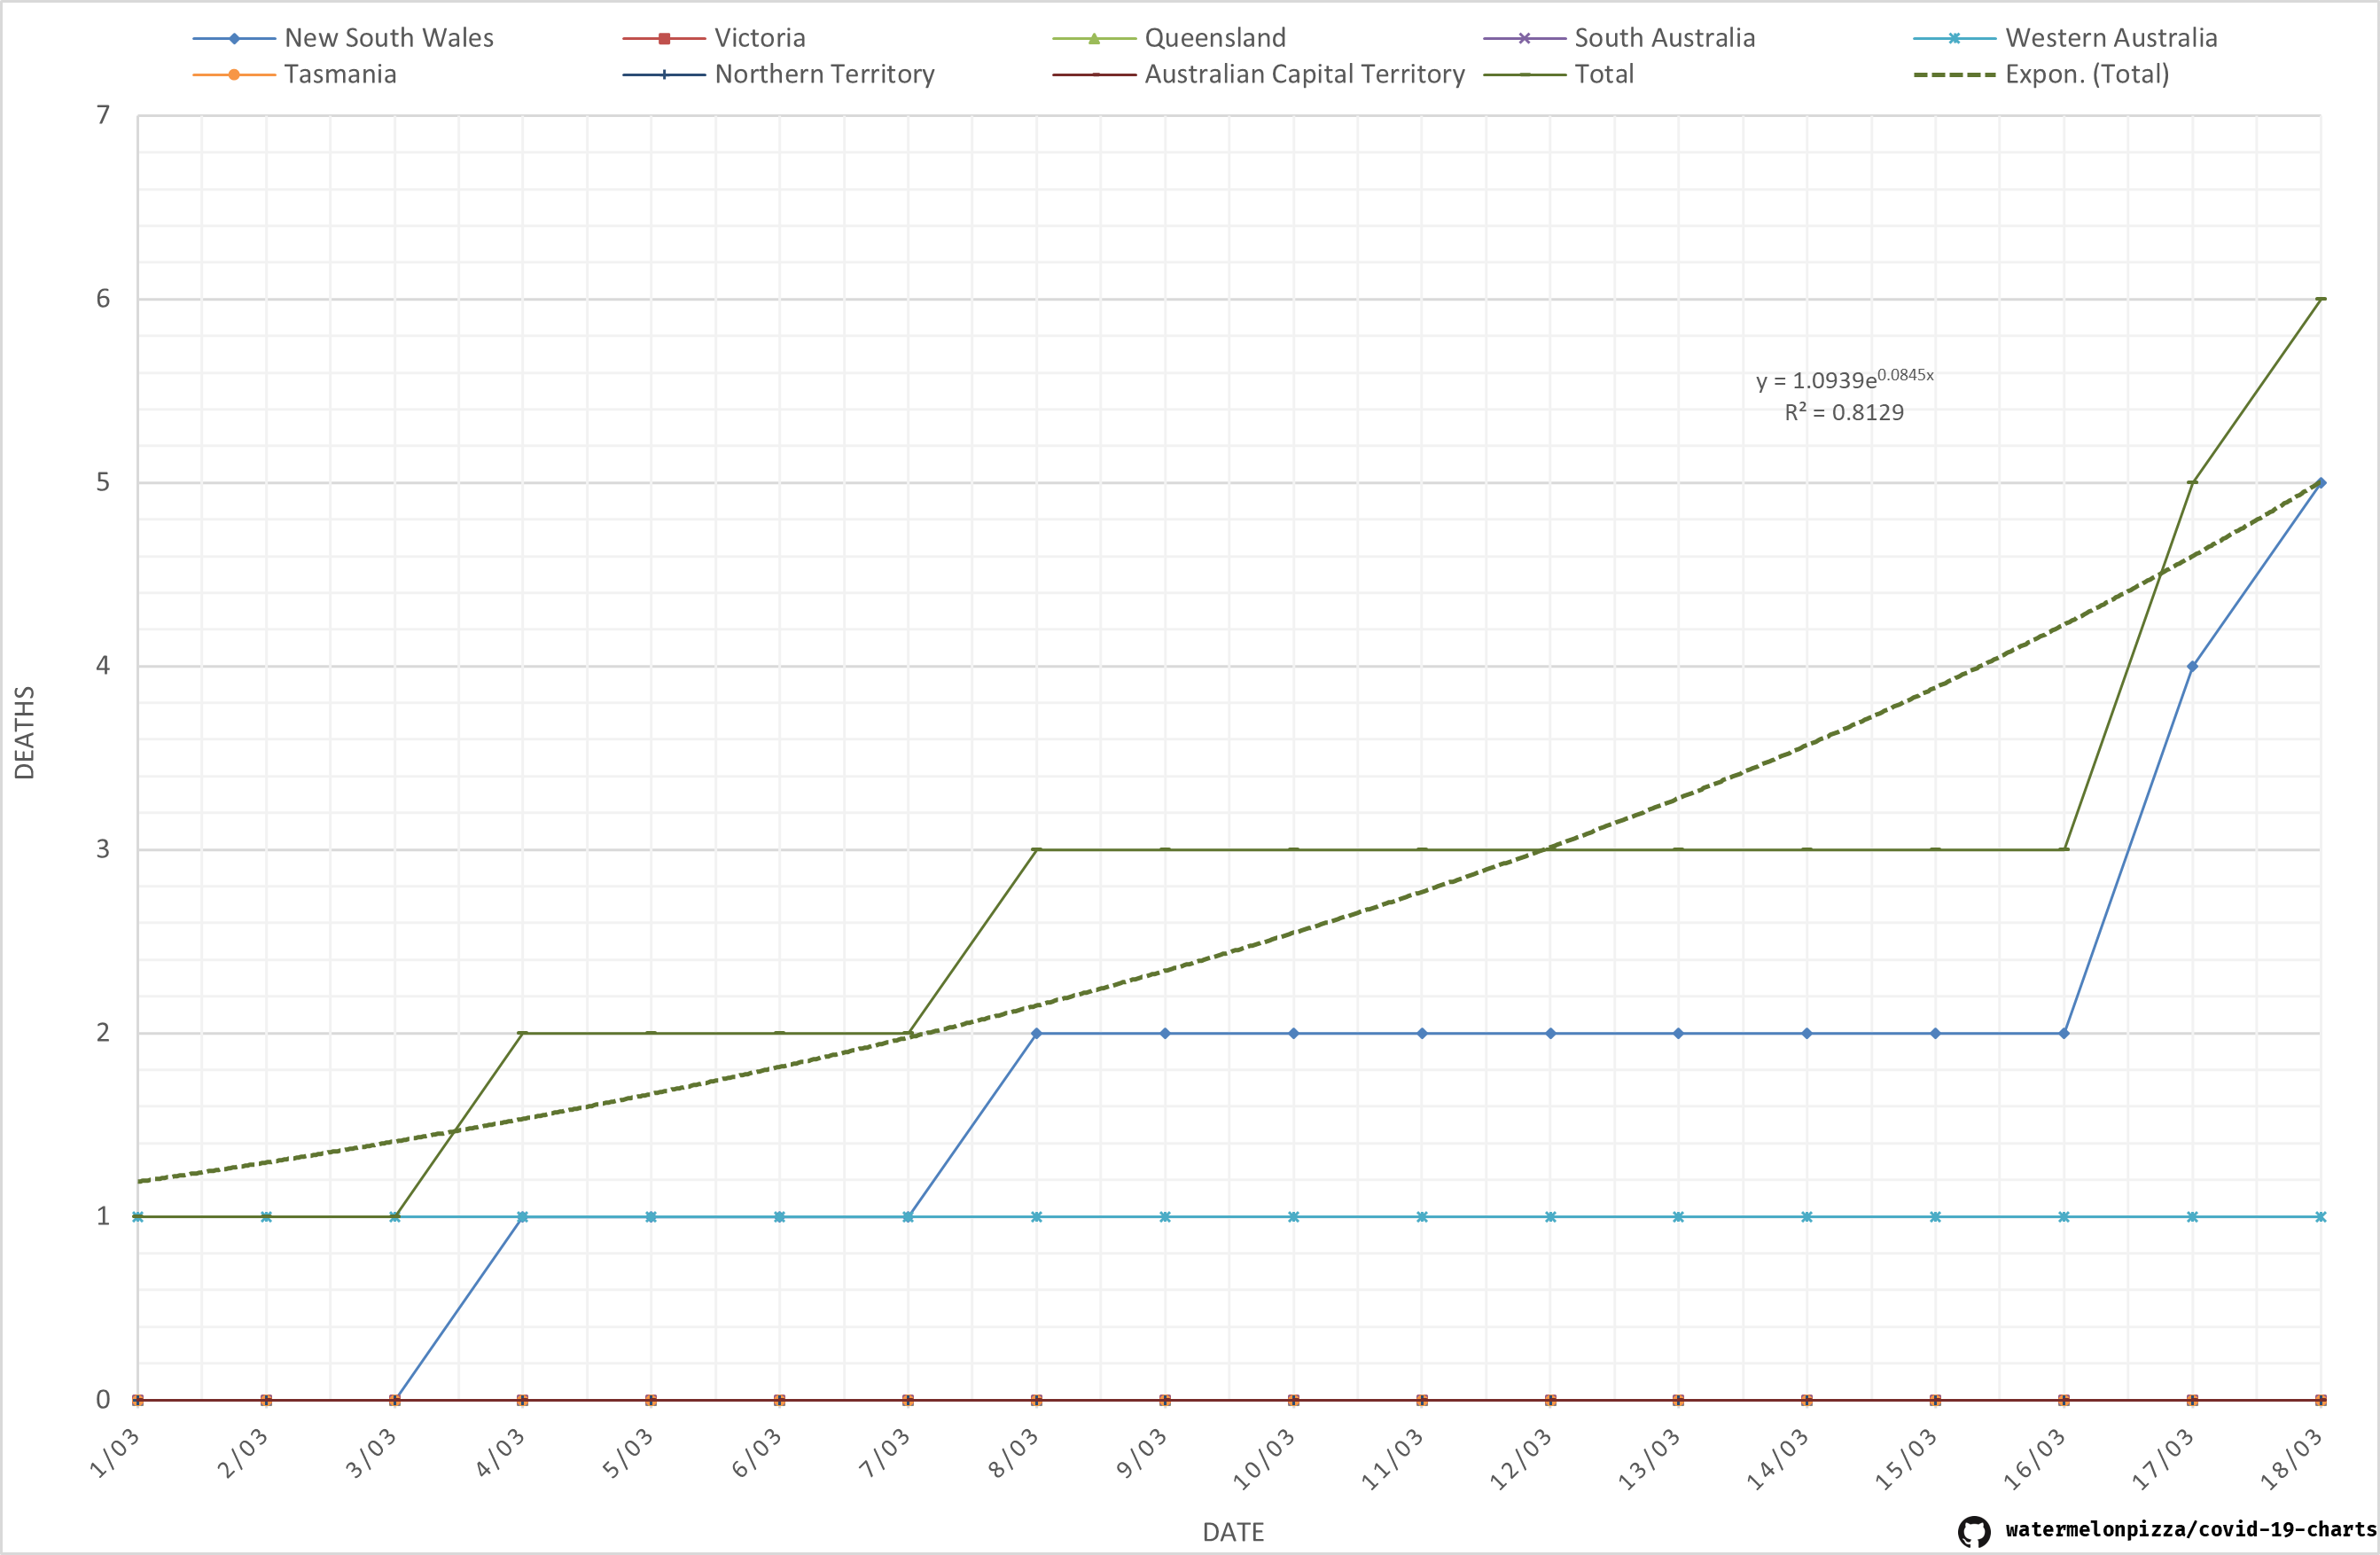 New South Wales Victoria Queensland South Australia Western Australia
Tasmania Northern Territory Australian Capital Territory Total Expon. (Total)
7
6
y = 1.0939e^0.0845x
R² = 0.8129
5
4
DEATHS
3
2
1
0
1/03 2/03 3/03 4/03 5/03 6/03 7/03 8/03 9/03 10/03 11/03 12/03 13/03 14/03 15/03 16/03 17/03 18/03
DATE
watermelonpizza/covid-19-charts